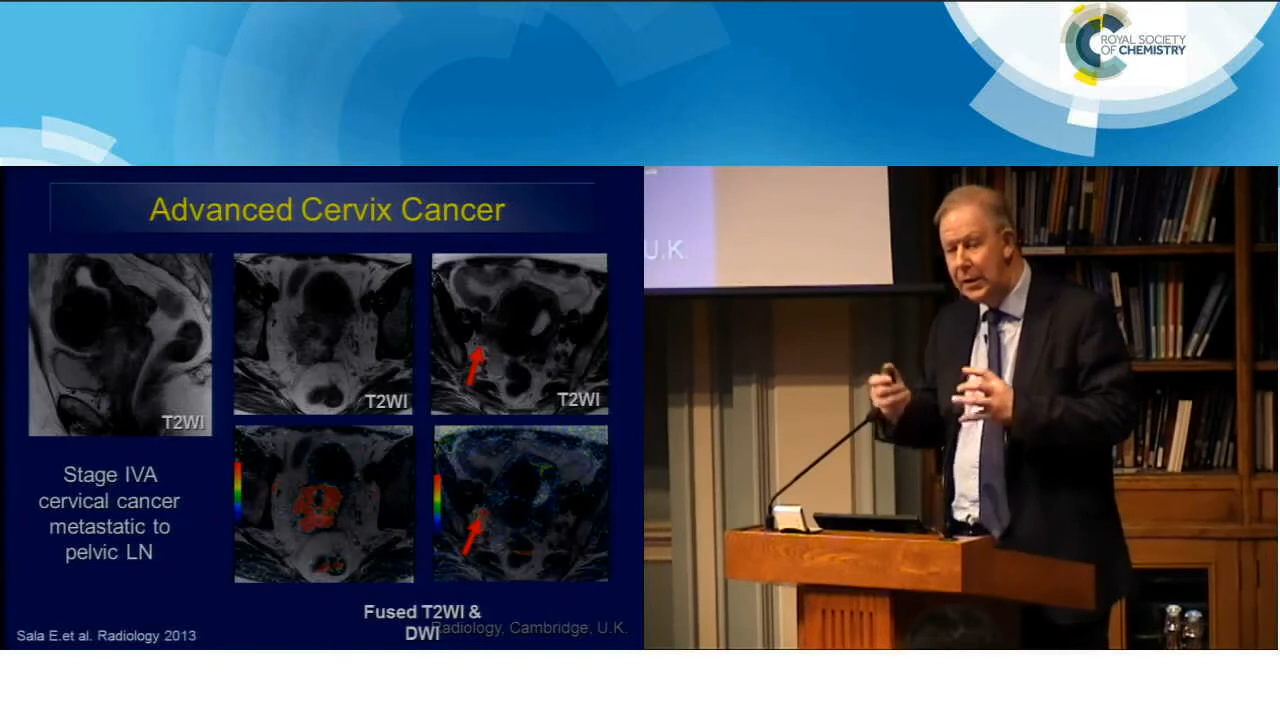 ROYAL SOCIETY
OF CHEMISTRY
Advanced Cervix Cancer
T2WI
T2WI
T2WI
Stage IVA
cervical cancer
metastatic to
pelvic LN
Fused T2WI &
DWI
Radiology, Cambridge, U.K.
Sala E.et al. Radiology 2013
U.K.